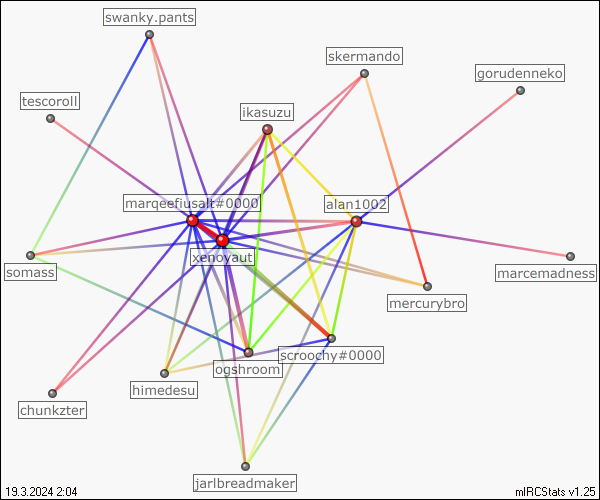 swanky.pants
skermando
gorudenneko
tescoroll
ikasuzu
marqeefiusalt#0000
alan1002
xenoyaut
somass
marcemadness
mercurybro
scroochy#0000
ogshroom
himedesu
chunkzter
jarlbreadmaker
19.3.2024 2:04
mIRCStats v1.25